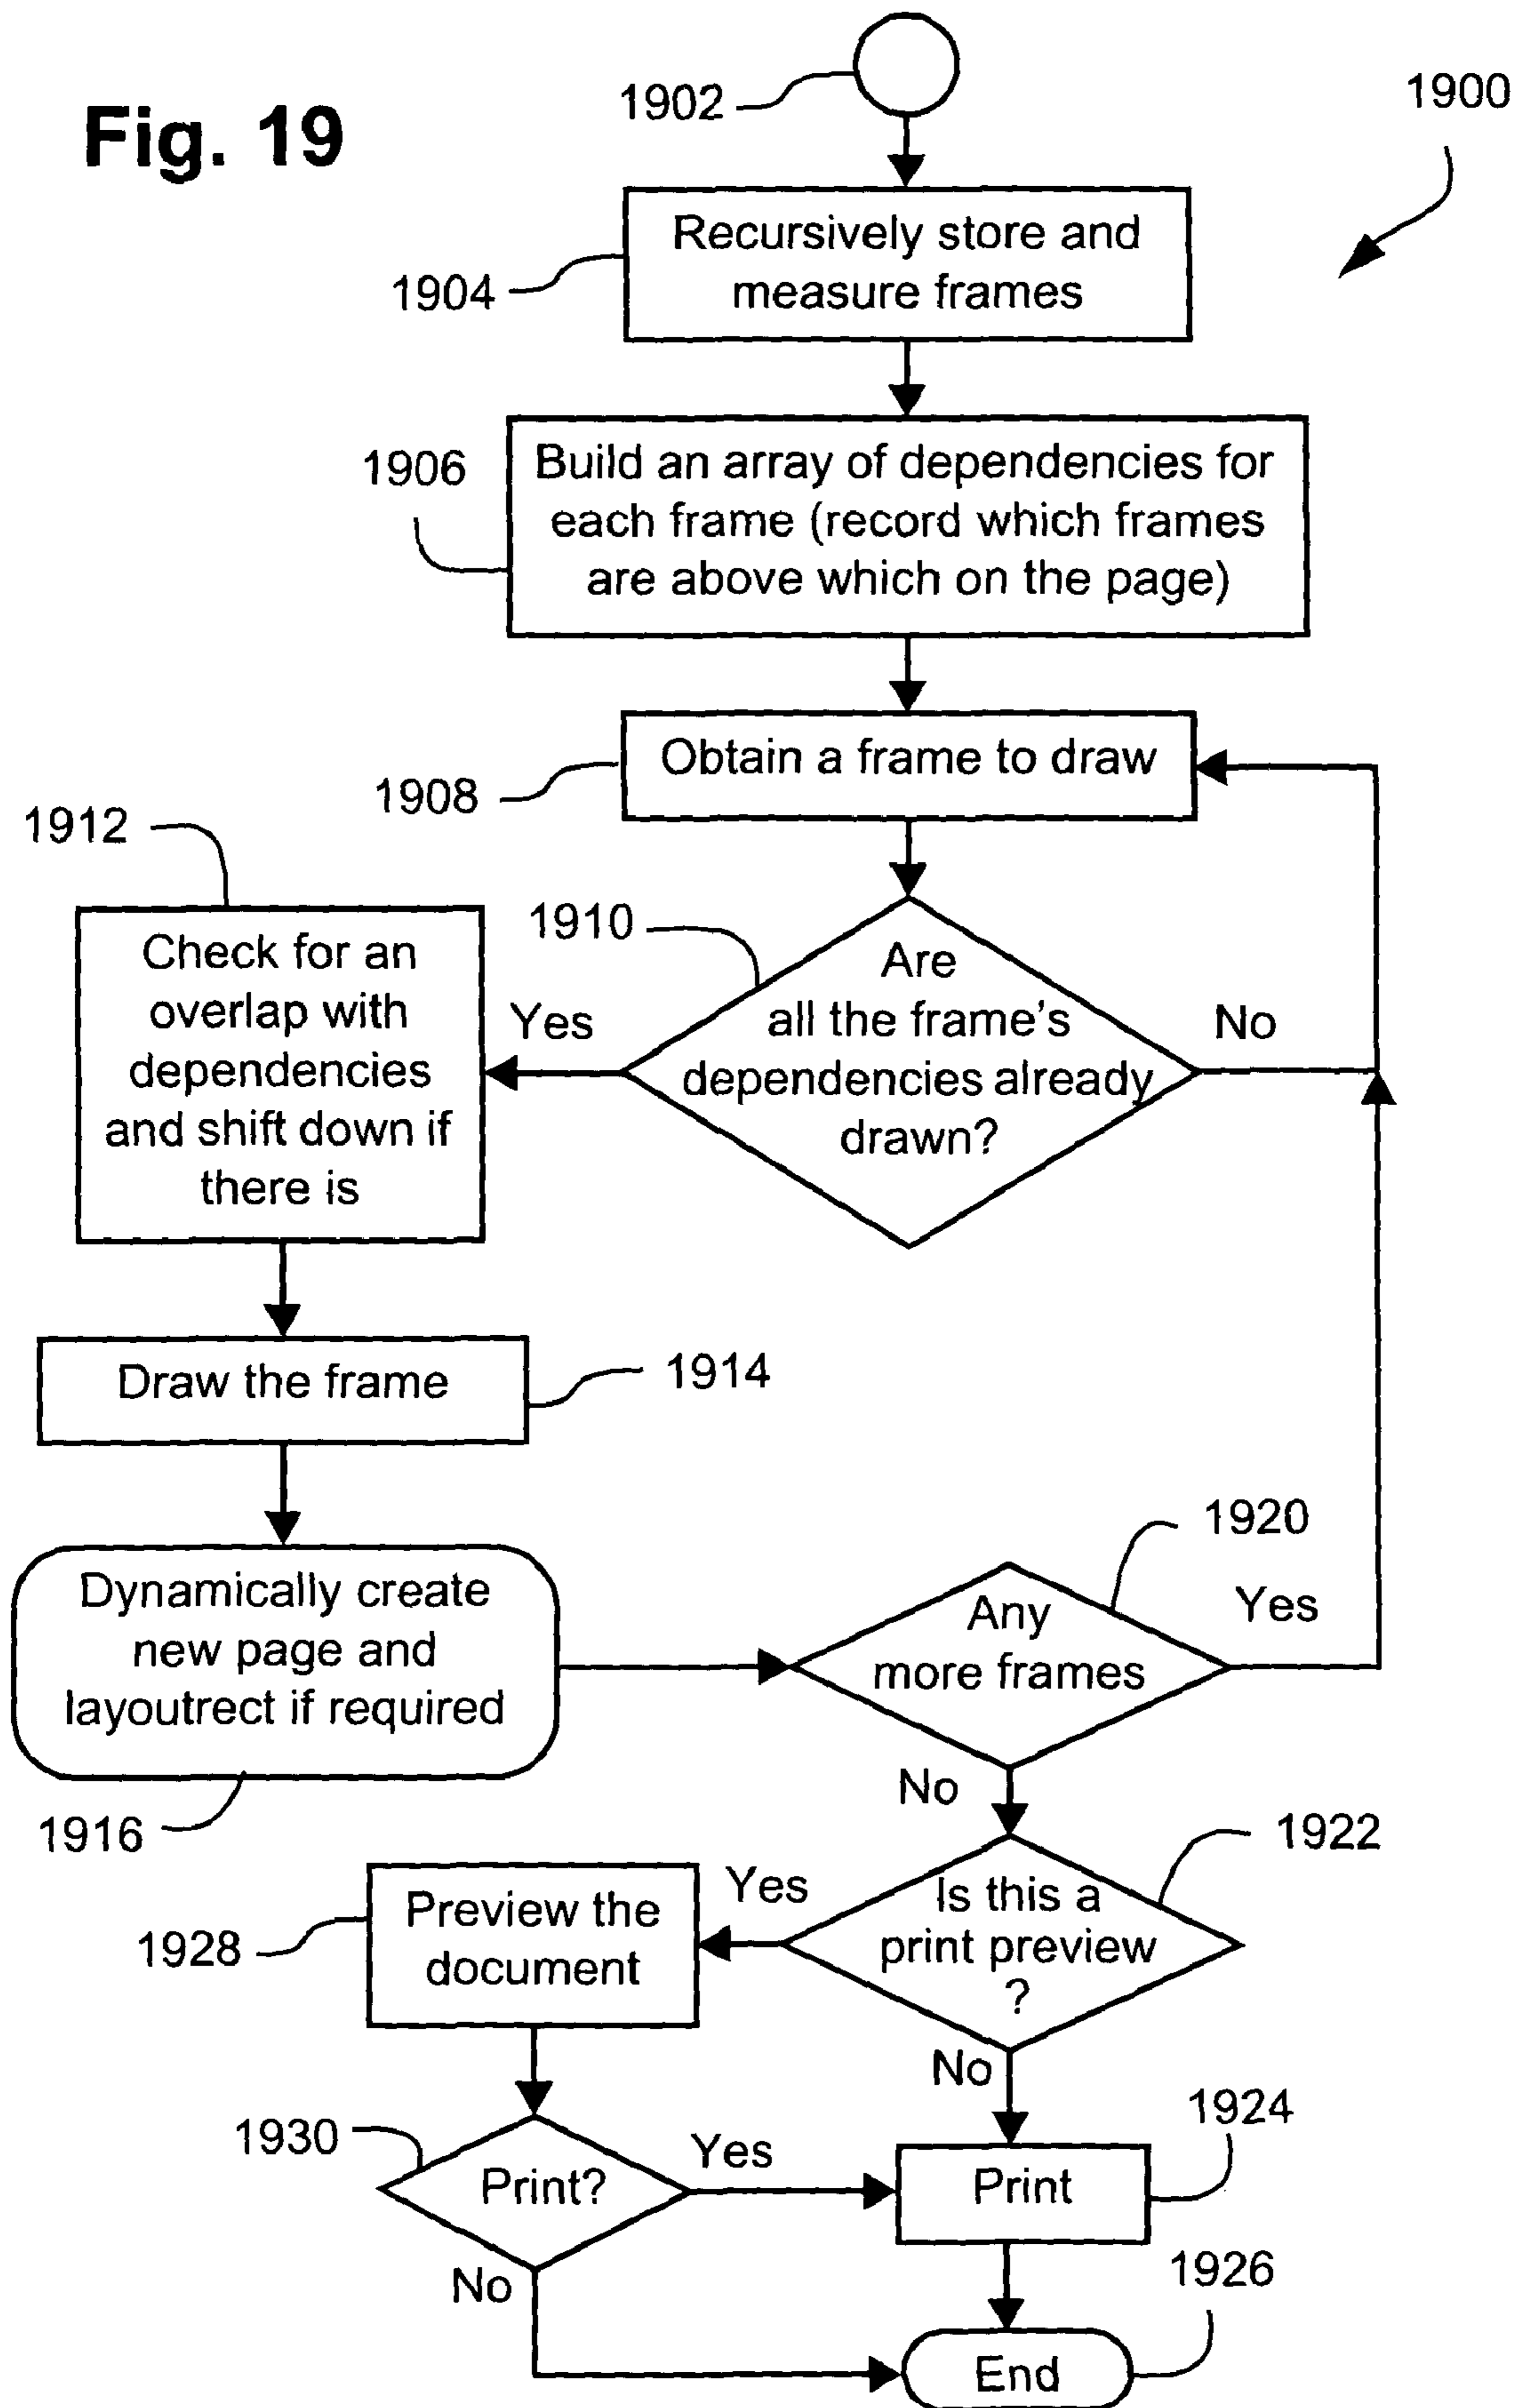 Fig. 19
1902
1900
Recursively store and
measure frames
1904
1906
Build an array of dependencies for
each frame (record which frames
are above which on the page)
Obtain a frame to draw
1908
1912
1910
Check for an
overlap with
dependencies
and shift down if
there is
Yes
Are
all the frame's
dependencies already
drawn?
No
Draw the frame
1914
Dynamically create
new page and
layoutrect if required
1916
1920
Any
more frames
Yes
No
1922
Is this a
print preview
?
Yes
Preview the
document
1928
No
1924
1930
Print?
Yes
Print
No
1926
End